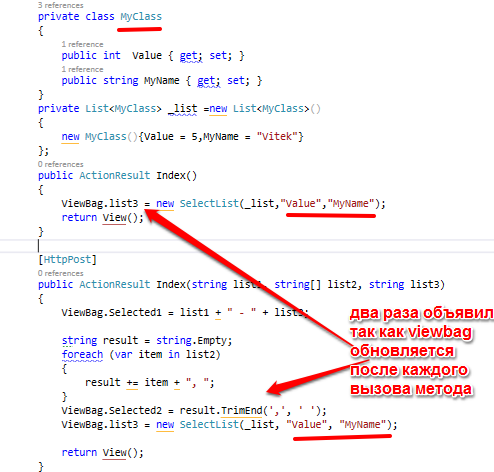 3 references
private class MyClass
{
1 reference
public int  Value { get; set; }
1 reference
public string MyName { get; set; }
}
private List<MyClass> _list =new List<MyClass>()
{
new MyClass(){Value = 5,MyName = "Vitek"}
};
0 references
public ActionResult Index()
{
ViewBag.list3 = new SelectList(_list,"Value","MyName");
return View();
}
[HttpPost]
0 references
public ActionResult Index(string list1, string[] list2, string list3)
{
ViewBag.Selected1 = list1 + " - " + list3;
string result = string.Empty;
foreach (var item in list2)
{
result += item + ", ";
}
ViewBag.Selected2 = result.TrimEnd(',', ' ');
ViewBag.list3 = new SelectList(_list, "Value", "MyName");
return View();
}
два раза объявил
так как viewbag
обновляется
после каждого
вызова метода